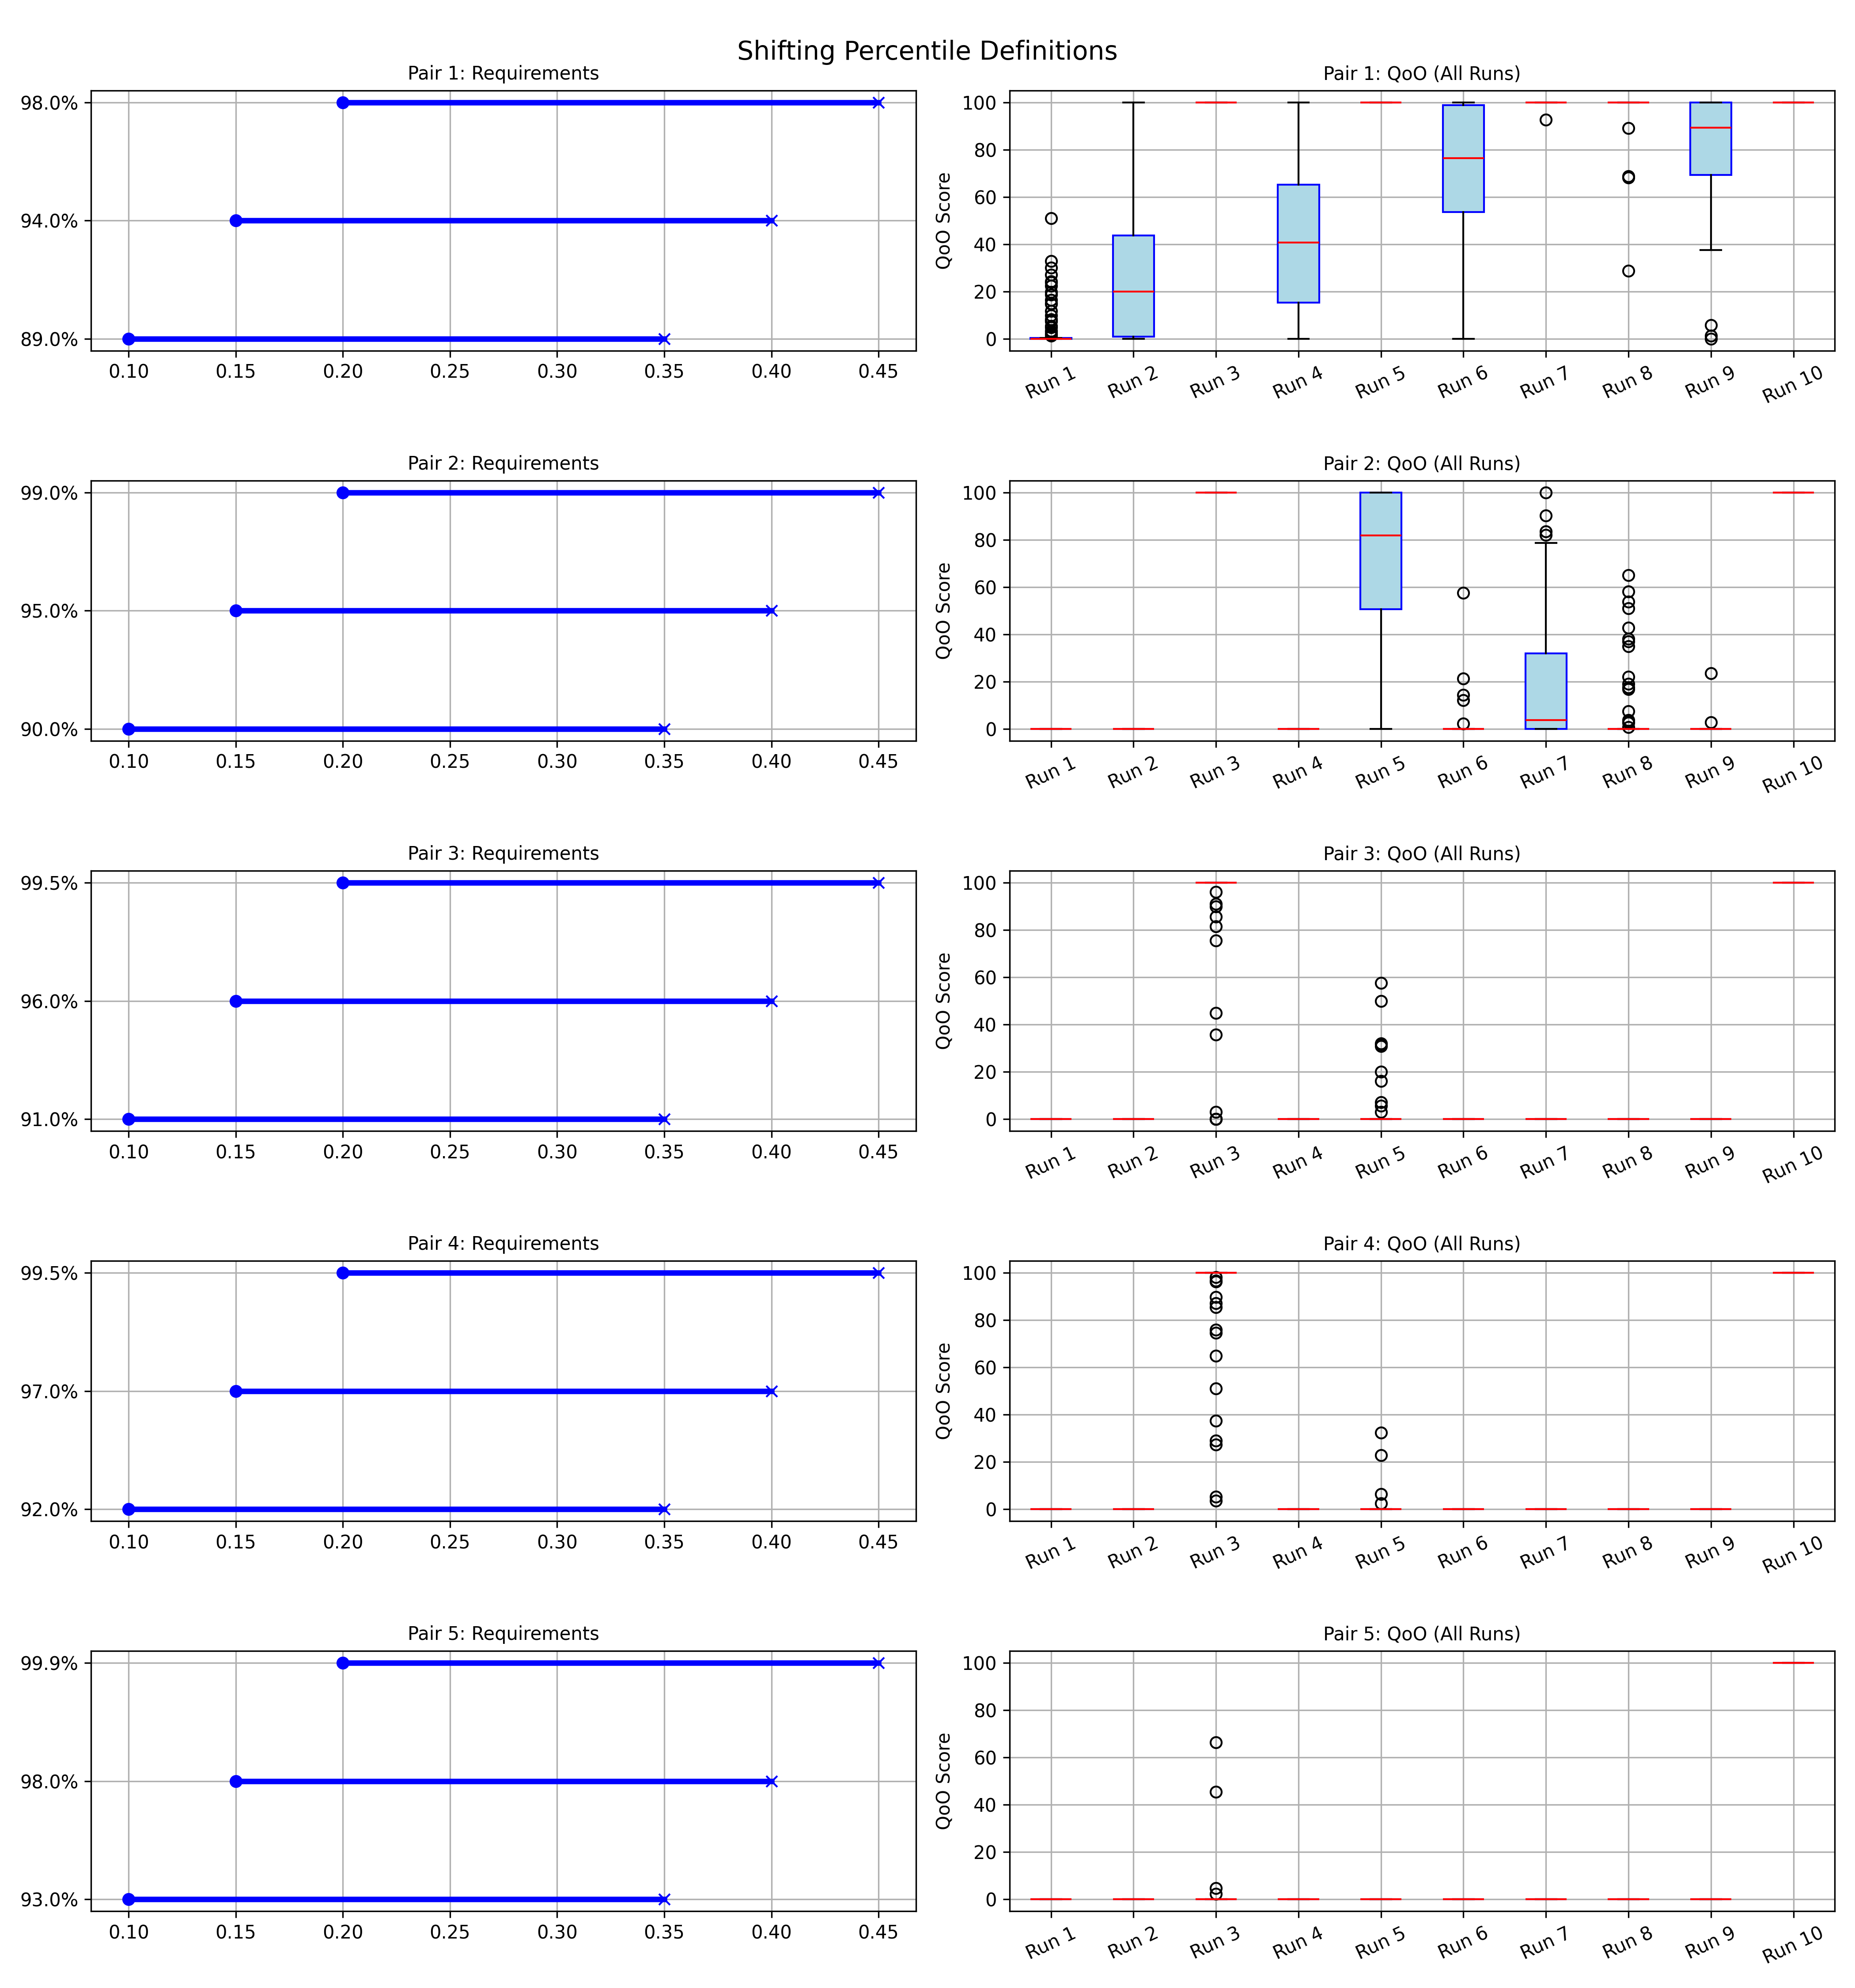 Shifting Percentile Definitions
Pair 1: Requirements
98.0%
94.0%
89.0%
0.10 0.15 0.20 0.25 0.30 0.35 0.40 0.45
Pair 1: QoO (All Runs)
QoO Score
100
80
60
40
20
0
Run 1 Run 2 Run 3 Run 4 Run 5 Run 6 Run 7 Run 8 Run 9 Run 10
Pair 2: Requirements
99.0%
95.0%
90.0%
0.10 0.15 0.20 0.25 0.30 0.35 0.40 0.45
Pair 2: QoO (All Runs)
QoO Score
100
80
60
40
20
0
Run 1 Run 2 Run 3 Run 4 Run 5 Run 6 Run 7 Run 8 Run 9 Run 10
Pair 3: Requirements
99.5%
96.0%
91.0%
0.10 0.15 0.20 0.25 0.30 0.35 0.40 0.45
Pair 3: QoO (All Runs)
QoO Score
100
80
60
40
20
0
Run 1 Run 2 Run 3 Run 4 Run 5 Run 6 Run 7 Run 8 Run 9 Run 10
Pair 4: Requirements
99.5%
97.0%
92.0%
0.10 0.15 0.20 0.25 0.30 0.35 0.40 0.45
Pair 4: QoO (All Runs)
QoO Score
100
80
60
40
20
0
Run 1 Run 2 Run 3 Run 4 Run 5 Run 6 Run 7 Run 8 Run 9 Run 10
Pair 5: Requirements
99.9%
98.0%
93.0%
0.10 0.15 0.20 0.25 0.30 0.35 0.40 0.45
Pair 5: QoO (All Runs)
QoO Score
100
80
60
40
20
0
Run 1 Run 2 Run 3 Run 4 Run 5 Run 6 Run 7 Run 8 Run 9 Run 10